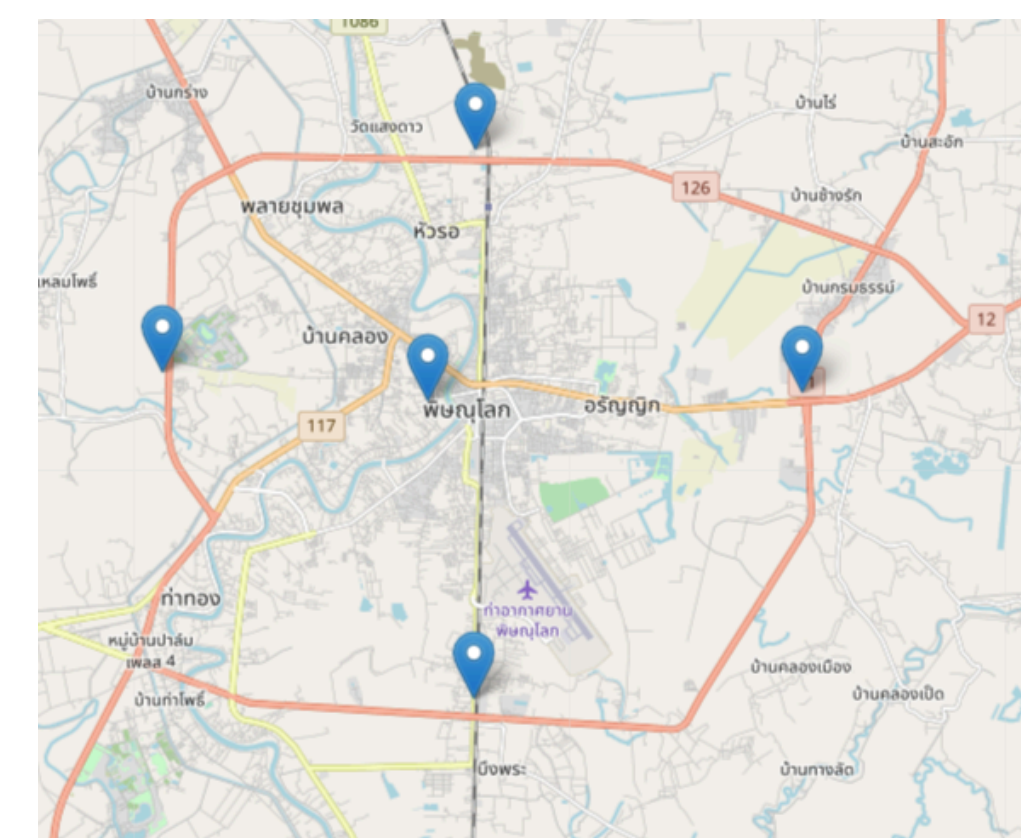 1086
บ้านกร่าง
บ้านไร่
วัดแสงดาว
บ้านสะอัก
126
บ้านช้างรัก
พลายชุมพล
หัวรอ
แหลมโพธิ์
บ้านกรมธรรม์
12
บ้านคลอง
พิษณุโลก
อรัญญิก
117
ท่าอากาศยาน
พิษณุโลก
ท่าทอง
หมู่บ้านปาล์ม
เพลส 4
บ้านคลองเมือง
บ้านท่าโพธิ์
บ้านคลองเป็ด
บึงพระ
บ้านทางลัด